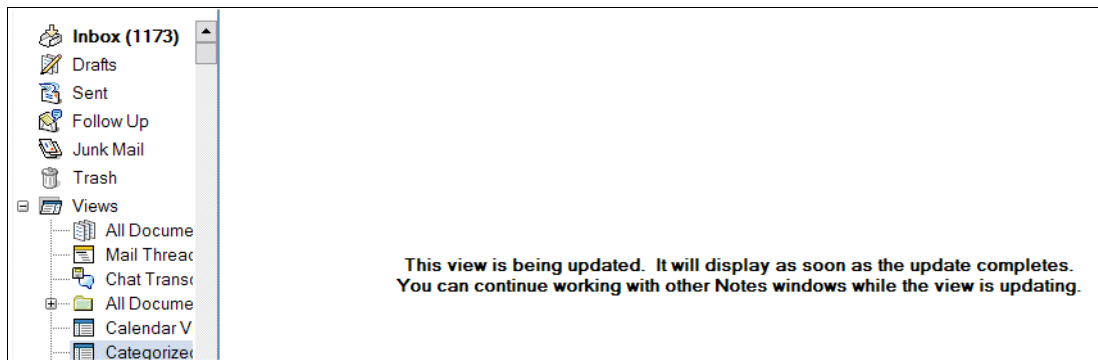 Inbox (1173)
Drafts
Sent
Follow Up
Junk Mail
Trash
Views
All Docume
Mail Threac
Chat Trans
All Docume
Calendar V
Categorize
This view is being updated.  It will display as soon as the update completes.
You can continue working with other Notes windows while the view is updating.